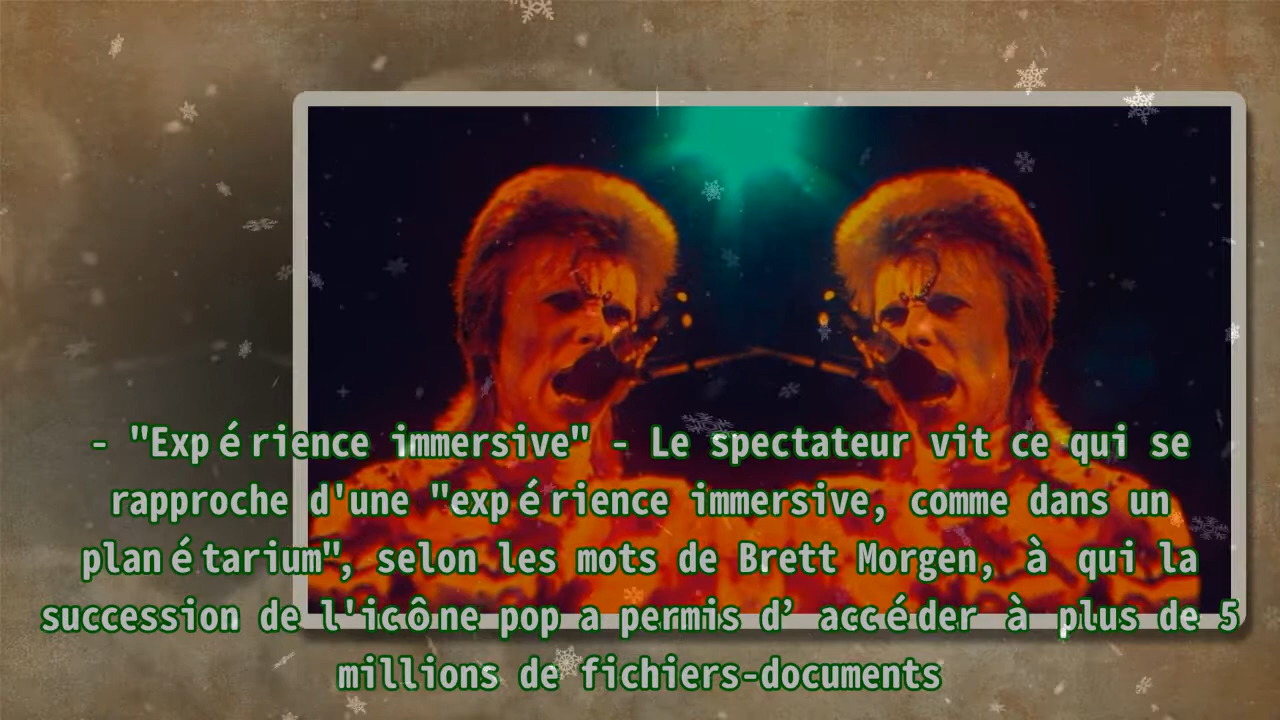 - "Expérience immersive" - Le spectateur vit ce qui se
rapproche d'une "expérience immersive, comme dans un
planétarium", selon les mots de Brett Morgen, à qui la
succession de l'icône pop a permis d’ accéder à plus de 5
millions de fichiers-documents